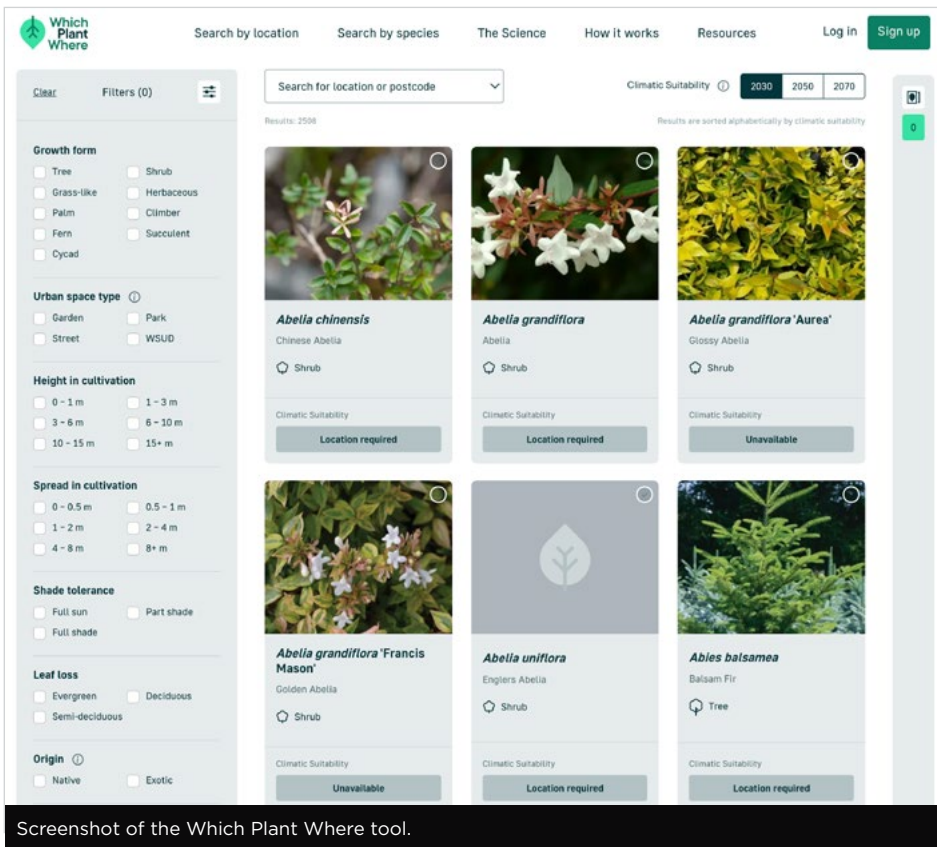 Which
Plant
Where
Search by location
Search by species
The Science
How it works
Resources
Log in
Sign up
Clear
Filters (0)
Growth form
Tree
Shrub
Grass-like
Herbaceous
Palm
Climber
Fern
Succulent
Cycad
Urban space type
Garden
Park
Street
WSUD
Height in cultivation
0 - 1 m
1 - 3 m
3 - 6 m
6 - 10 m
10 - 15 m
15+ m
Spread in cultivation
0 - 0.5 m
0.5 - 1 m
1 - 2 m
2 - 4 m
4 - 8 m
8+ m
Shade tolerance
Full sun
Part shade
Full shade
Leaf loss
Evergreen
Deciduous
Semi-deciduous
Origin
Native
Exotic
Search for location or postcode
Climatic Suitability
2030
2050
2070
Results: 2508
Results are sorted alphabetically by climatic suitability
0
Abelia chinensis
Chinese Abelia
Shrub
Climatic Suitability
Location required
Abelia grandiflora
Abelia
Shrub
Climatic Suitability
Location required
Abelia grandiflora 'Aurea'
Glossy Abelia
Shrub
Climatic Suitability
Unavailable
Abelia grandiflora 'Francis
Mason'
Golden Abelia
Shrub
Climatic Suitability
Unavailable
Abelia uniflora
Englers Abelia
Shrub
Climatic Suitability
Location required
Abies balsamea
Balsam Fir
Tree
Climatic Suitability
Location required
Screenshot of the Which Plant Where tool.